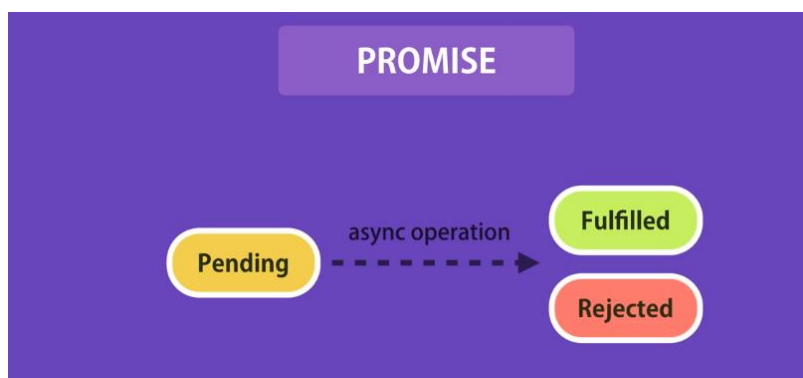 PROMISE
Pending
async operation
Fulfilled
Rejected